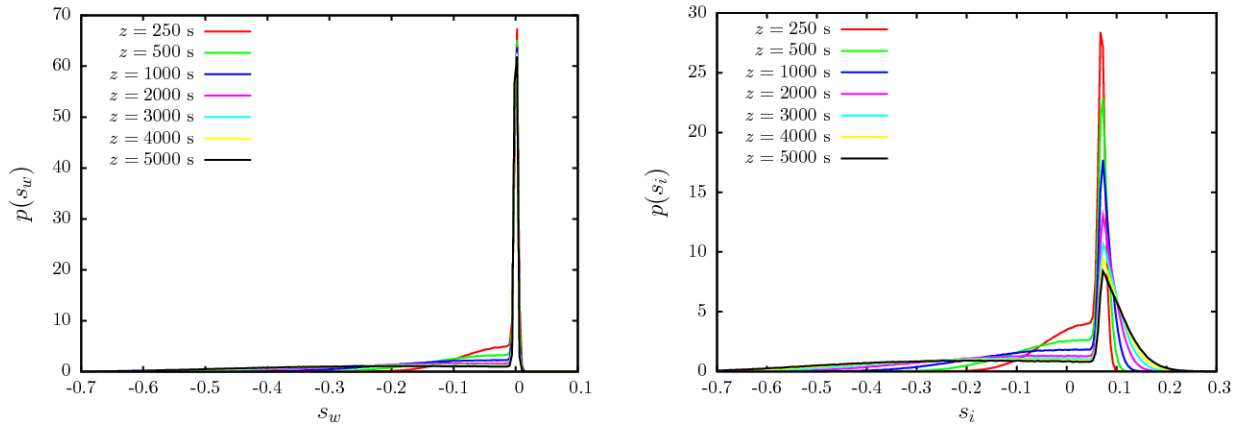 70
60
50
40
30
20
10
0
p(s_w)
z = 250 s
z = 500 s
z = 1000 s
z = 2000 s
z = 3000 s
z = 4000 s
z = 5000 s
-0.7 -0.6 -0.5 -0.4 -0.3 -0.2 -0.1 0 0.1
s_w
30
25
20
15
10
5
0
p(s_i)
z = 250 s
z = 500 s
z = 1000 s
z = 2000 s
z = 3000 s
z = 4000 s
z = 5000 s
-0.7 -0.6 -0.5 -0.4 -0.3 -0.2 -0.1 0 0.1 0.2 0.3
s_i